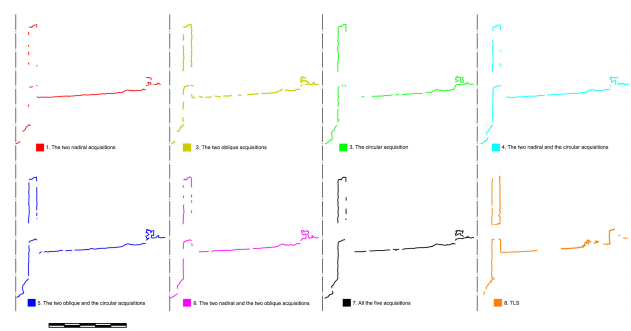 1. The two nadiral acquisitions
2. The two oblique acquisitions
3. The circular acquisition
4. The two nadiral and the circular acquisitions
5. The two oblique and the circular acquisitions
6. The two nadiral and the two oblique acquisitions
7. All the five acquisitions
8. TLS